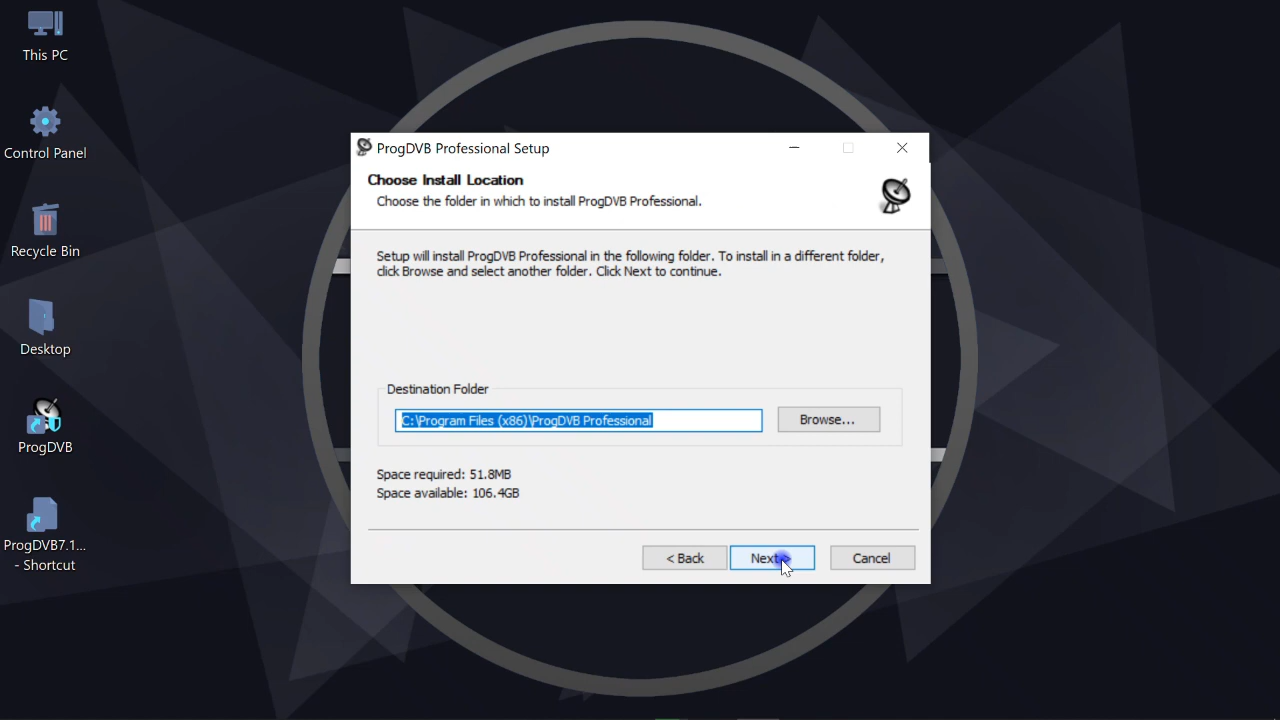 This PC
Control Panel
Recycle Bin
Desktop
ProgDVB
ProgDVB7.1...
- Shortcut
ProgDVB Professional Setup
Choose Install Location
Choose the folder in which to install ProgDVB Professional.
Setup will install ProgDVB Professional in the following folder. To install in a different folder,
click Browse and select another folder. Click Next to continue.
Destination Folder
C:\Program Files (x86)\ProgDVB Professional
Browse...
Space required: 51.8MB
Space available: 106.4GB
< Back
Next >
Cancel